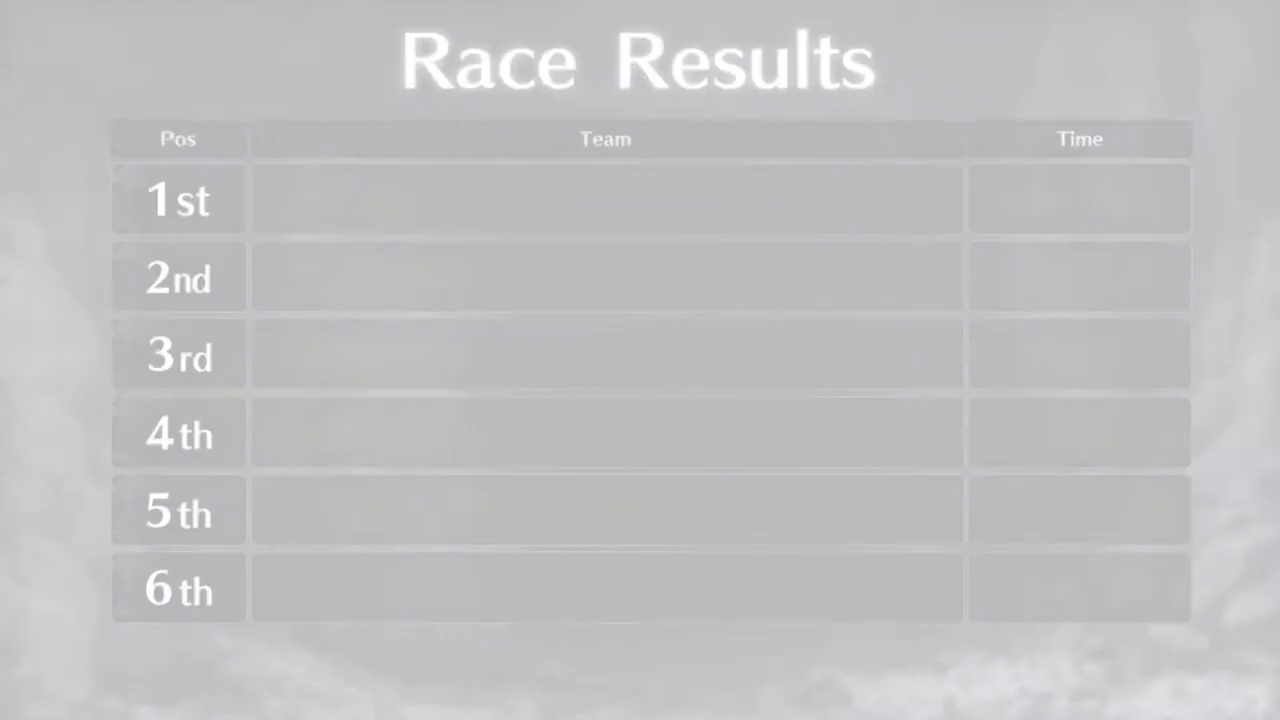 Race Results
Pos Team Time
1st
2nd
3rd
4th
5th
6th